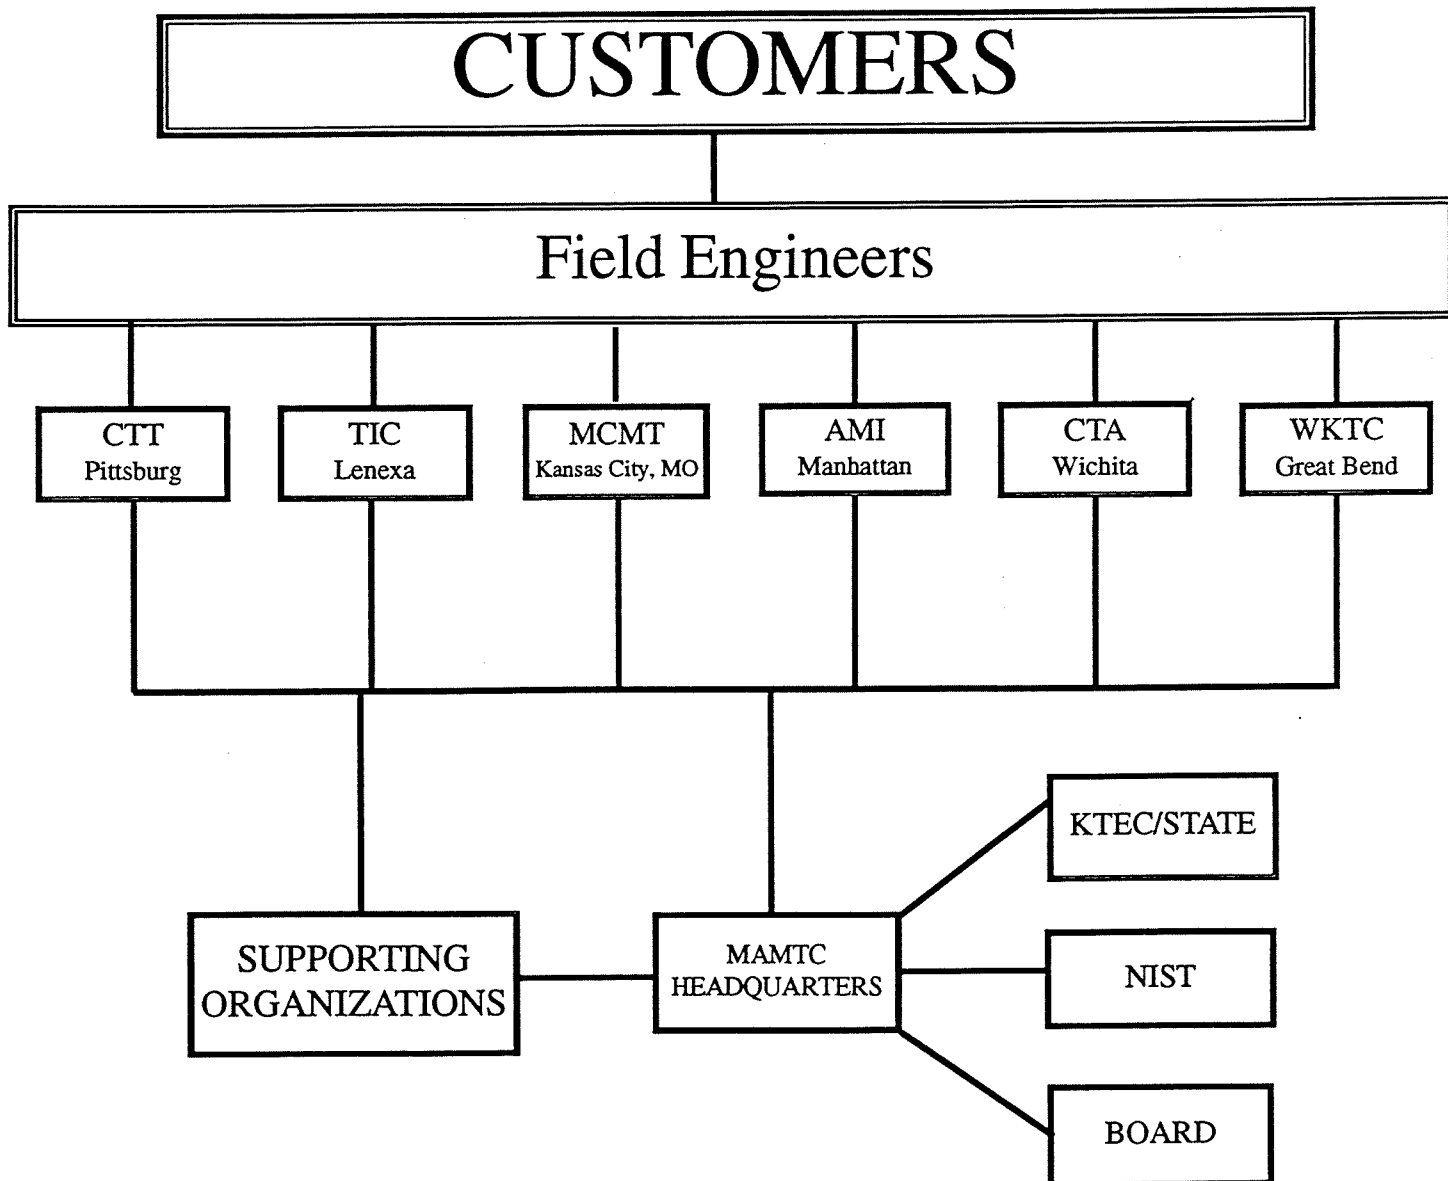 CUSTOMERS
Field Engineers
CTT
Pittsburg
TIC
Lenexa
MCMT
Kansas City, MO
AMI
Manhattan
CTA
Wichita
WKTC
Great Bend
KTEC/STATE
SUPPORTING
ORGANIZATIONS
MAMTC
HEADQUARTERS
NIST
BOARD